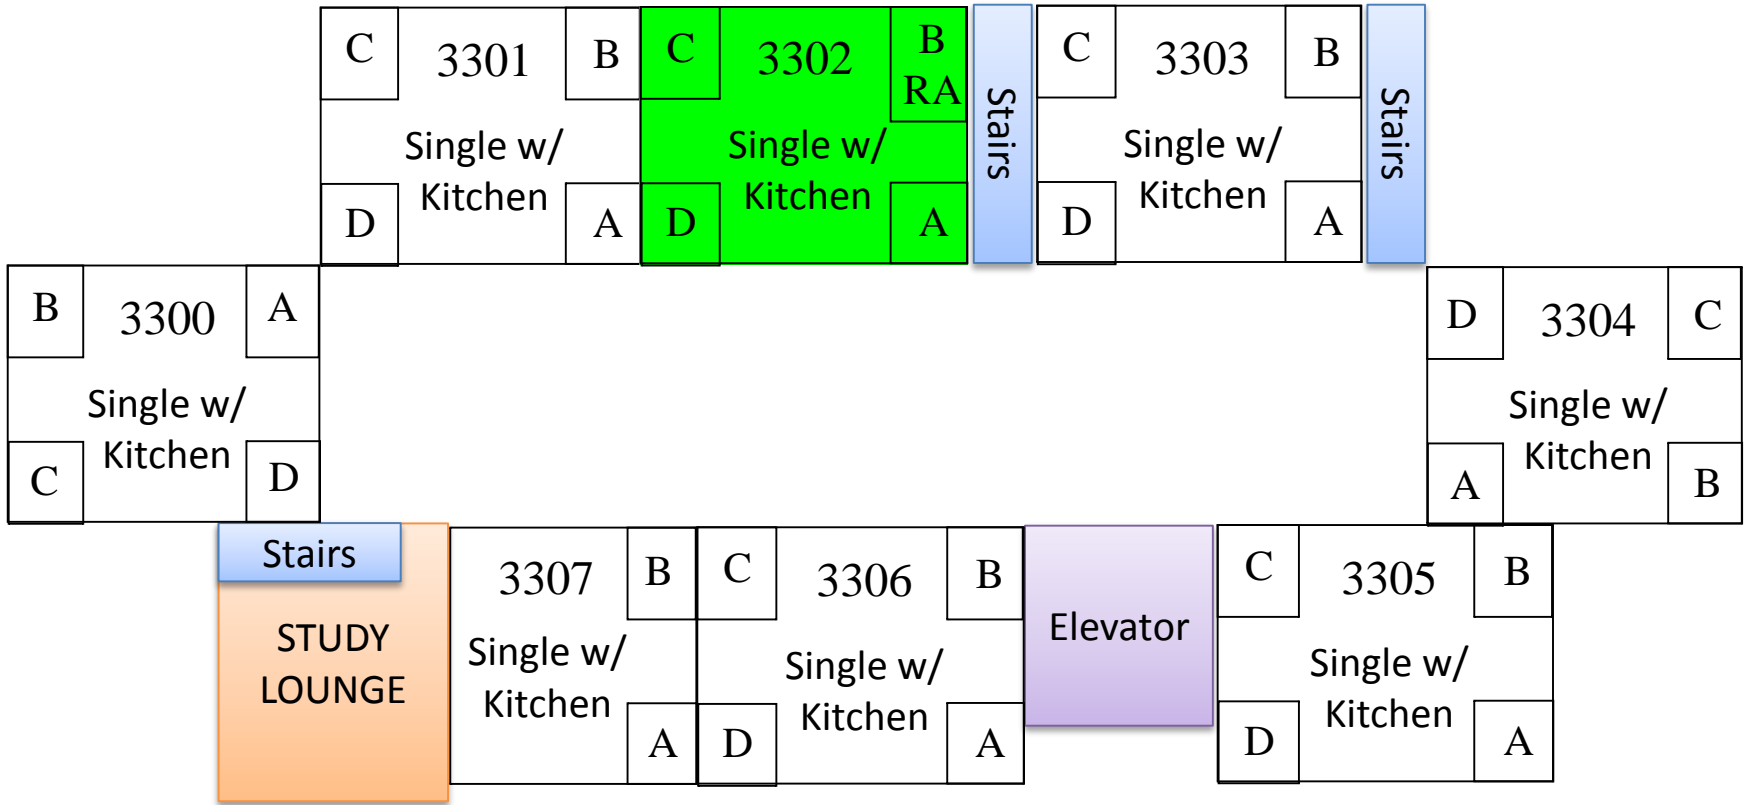 C
3301
B
Single w/
Kitchen
D
A
C
3302
B
RA
Single w/
Kitchen
D
A
Stairs
C
3303
B
Single w/
Kitchen
D
A
Stairs
B
3300
A
Single w/
Kitchen
C
D
D
3304
C
Single w/
Kitchen
A
B
Stairs
STUDY
LOUNGE
3307
B
Single w/
Kitchen
A
C
3306
B
Single w/
Kitchen
D
A
Elevator
C
3305
B
Single w/
Kitchen
D
A